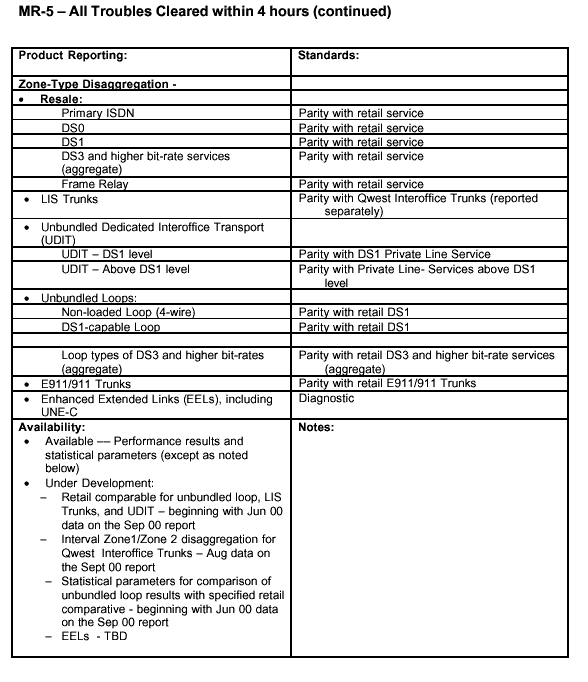 MR-5 – All Troubles Cleared within 4 hours (continued)
Product Reporting:
Standards:
Zone-Type Disaggregation -
• Resale:
Primary ISDN
Parity with retail service
DS0
Parity with retail service
DS1
Parity with retail service
DS3 and higher bit-rate services
(aggregate)
Parity with retail service
Frame Relay
Parity with retail service
• LIS Trunks
Parity with Qwest Interoffice Trunks (reported
separately)
• Unbundled Dedicated Interoffice Transport
(UDIT)
UDIT – DS1 level
Parity with DS1 Private Line Service
UDIT – Above DS1 level
Parity with Private Line- Services above DS1
level
• Unbundled Loops:
Non-loaded Loop (4-wire)
Parity with retail DS1
DS1-capable Loop
Parity with retail DS1
Loop types of DS3 and higher bit-rates
(aggregate)
Parity with retail DS3 and higher bit-rate services
(aggregate)
• E911/911 Trunks
Parity with retail E911/911 Trunks
• Enhanced Extended Links (EELs), including
UNE-C
Diagnostic
Availability:
• Available –– Performance results and
statistical parameters (except as noted
below)
• Under Development:
– Retail comparable for unbundled loop, LIS
Trunks, and UDIT – beginning with Jun 00
data on the Sep 00 report
– Interval Zone1/Zone 2 disaggregation for
Qwest Interoffice Trunks – Aug data on
the Sept 00 report
– Statistical parameters for comparison of
unbundled loop results with specified retail
comparative - beginning with Jun 00 data
on the Sep 00 report
– EELs - TBD
Notes: